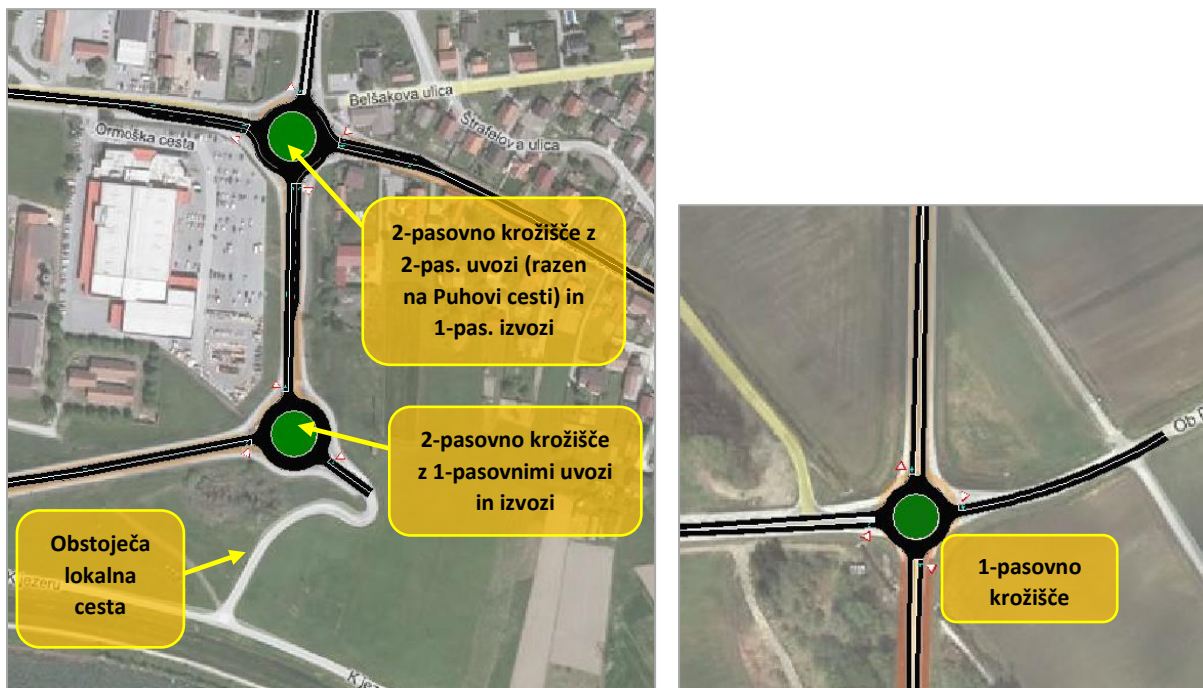 Belšakova ulica
Štrafelova ulica
Ormoška cesta
2-pasovno krožišče z
2-pas. uvozi (razen
na Puhovi cesti) in
1-pas. izvozi
2-pasovno krožišče
z 1-pasovnimi uvozi
in izvozi
Obstoječa
lokalna
cesta
K jezeru
K jezeru
Ob
1-pasovno
krožišče